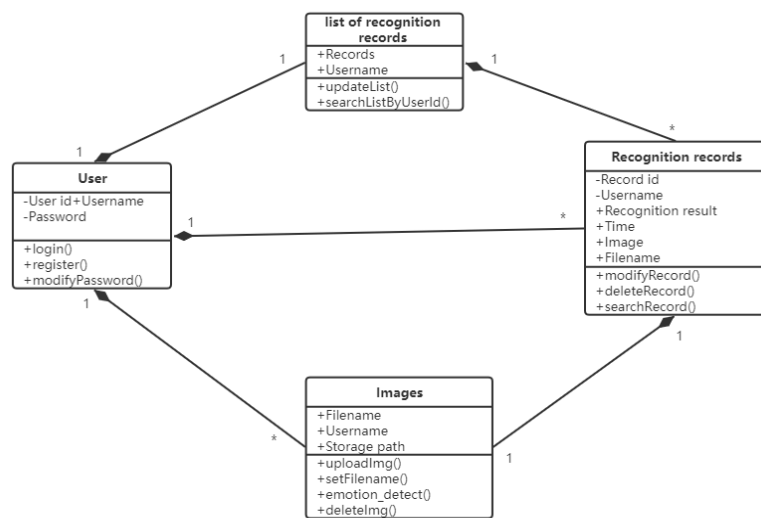 list of recognition
records
+Records
+Username
+updateList()
+searchListByUserId()
1
1
1
*
User
-User id+Username
-Password
+login()
+register()
+modifyPassword()
1
*
1
*
Recognition records
-Record id
-Username
+Recognition result
+Time
+Image
+Filename
+modifyRecord()
+deleteRecord()
+searchRecord()
1
1
Images
+Filename
+Username
+Storage path
+uploadImg()
+setFilename()
+emotion_detect()
+deleteImg()